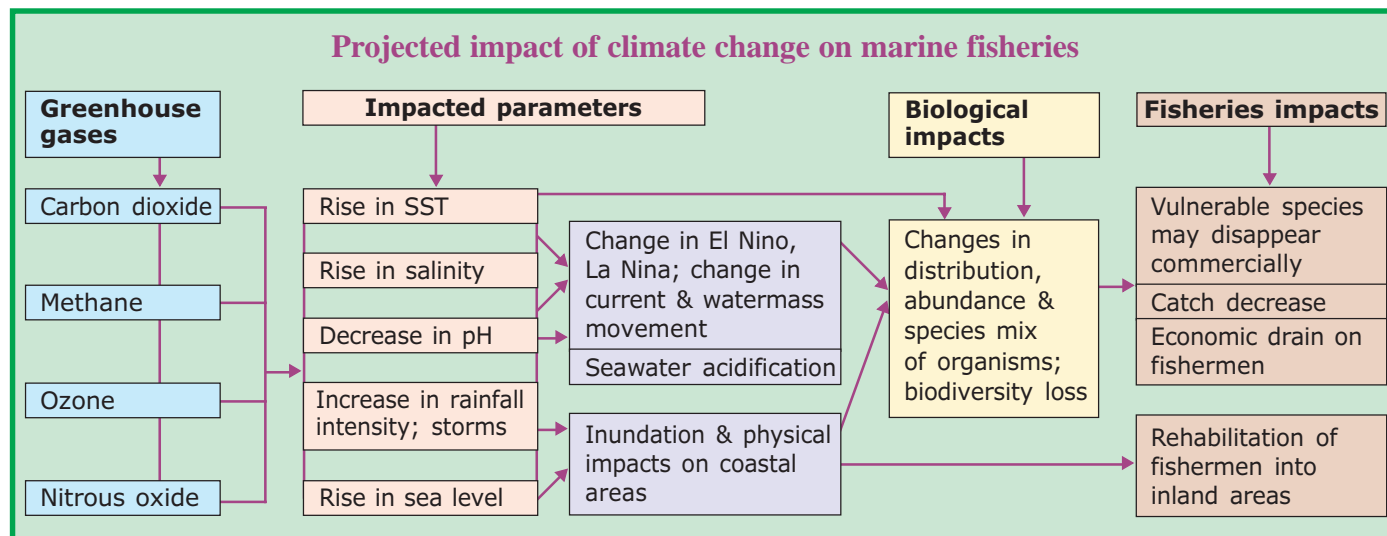 Projected impact of climate change on marine fisheries
Greenhouse
gases
Carbon dioxide
Methane
Ozone
Nitrous oxide
Impacted parameters
Rise in SST
Rise in salinity
Decrease in pH
Increase in rainfall
intensity; storms
Rise in sea level
Change in El Nino,
La Nina; change in
current & watermass
movement
Seawater acidification
Inundation & physical
impacts on coastal
areas
Biological
impacts
Changes in
distribution,
abundance &
species mix
of organisms;
biodiversity loss
Fisheries impacts
Vulnerable species
may disappear
commercially
Catch decrease
Economic drain on
fishermen
Rehabilitation of
fishermen into
inland areas